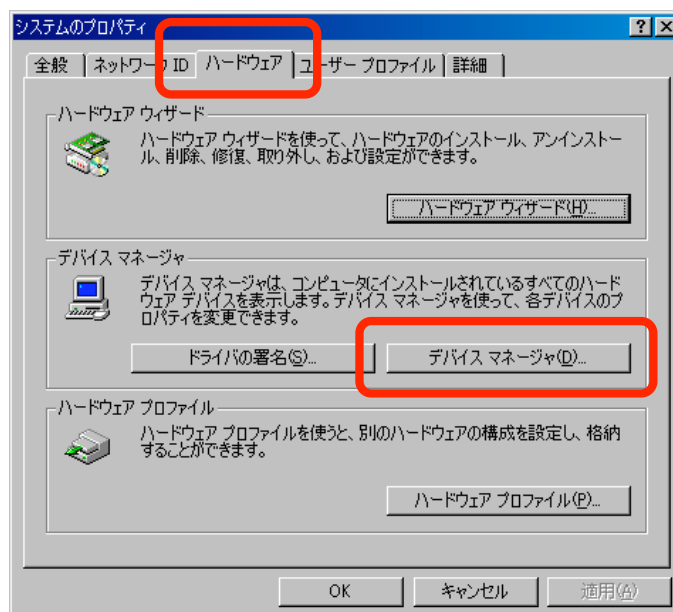 システムのプロパティ
全般 ネットワーク ID ハードウェア ユーザー プロファイル 詳細
ハードウェア ウィザード
ハードウェア ウィザードを使って、ハードウェアのインストール、アンインストー
ル、削除、修復、取り外し、および設定ができます。
ハードウェア ウィザード(H)...
デバイス マネージャ
デバイス マネージャは、コンピュータにインストールされているすべてのハード
ウェア デバイスを表示します。デバイス マネージャを使って、各デバイスのプ
ロパティを変更できます。
ドライバの署名(S)... デバイス マネージャ(D)...
ハードウェア プロファイル
ハードウェア プロファイルを使うと、別のハードウェアの構成を設定し、格納
することができます。
ハードウェア プロファイル(P)...
OK キャンセル 適用(A)